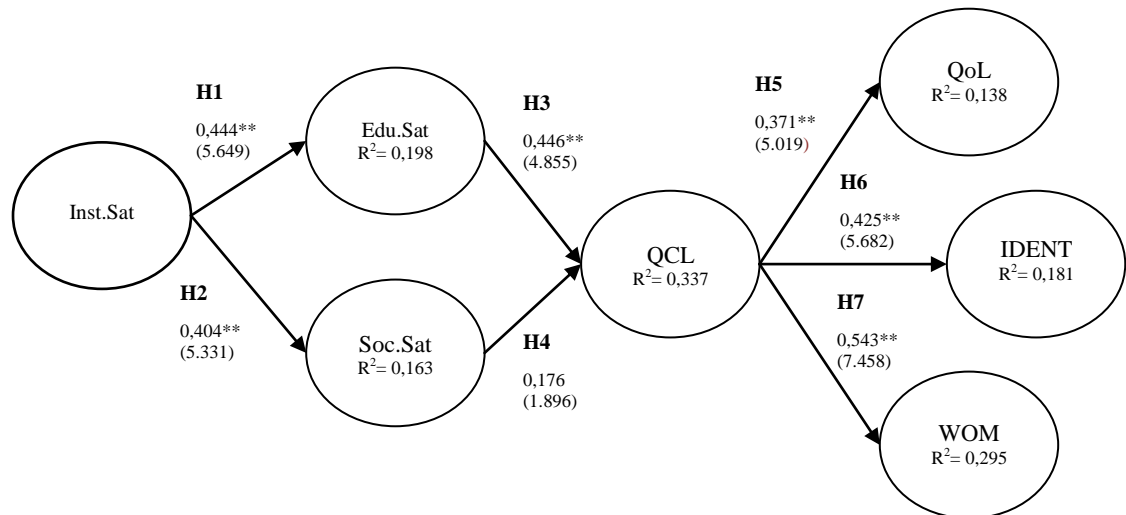 Inst.Sat
H1
0,444**
(5.649)
H2
0,404**
(5.331)
Edu.Sat
R²= 0,198
Soc.Sat
R²= 0,163
H3
0,446**
(4.855)
H4
0,176
(1.896)
QCL
R²= 0,337
H5
0,371**
(5.019)
H6
0,425**
(5.682)
H7
0,543**
(7.458)
QoL
R²= 0,138
IDENT
R²= 0,181
WOM
R²= 0,295